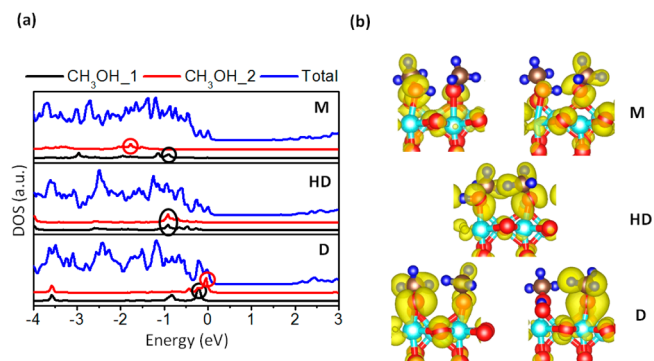 (a)
(b)
CH₃OH_1 CH₃OH_2 Total
M
HD
D
DOS (a.u.)
-4 -3 -2 -1 0 1 2 3
Energy (eV)
M
HD
D